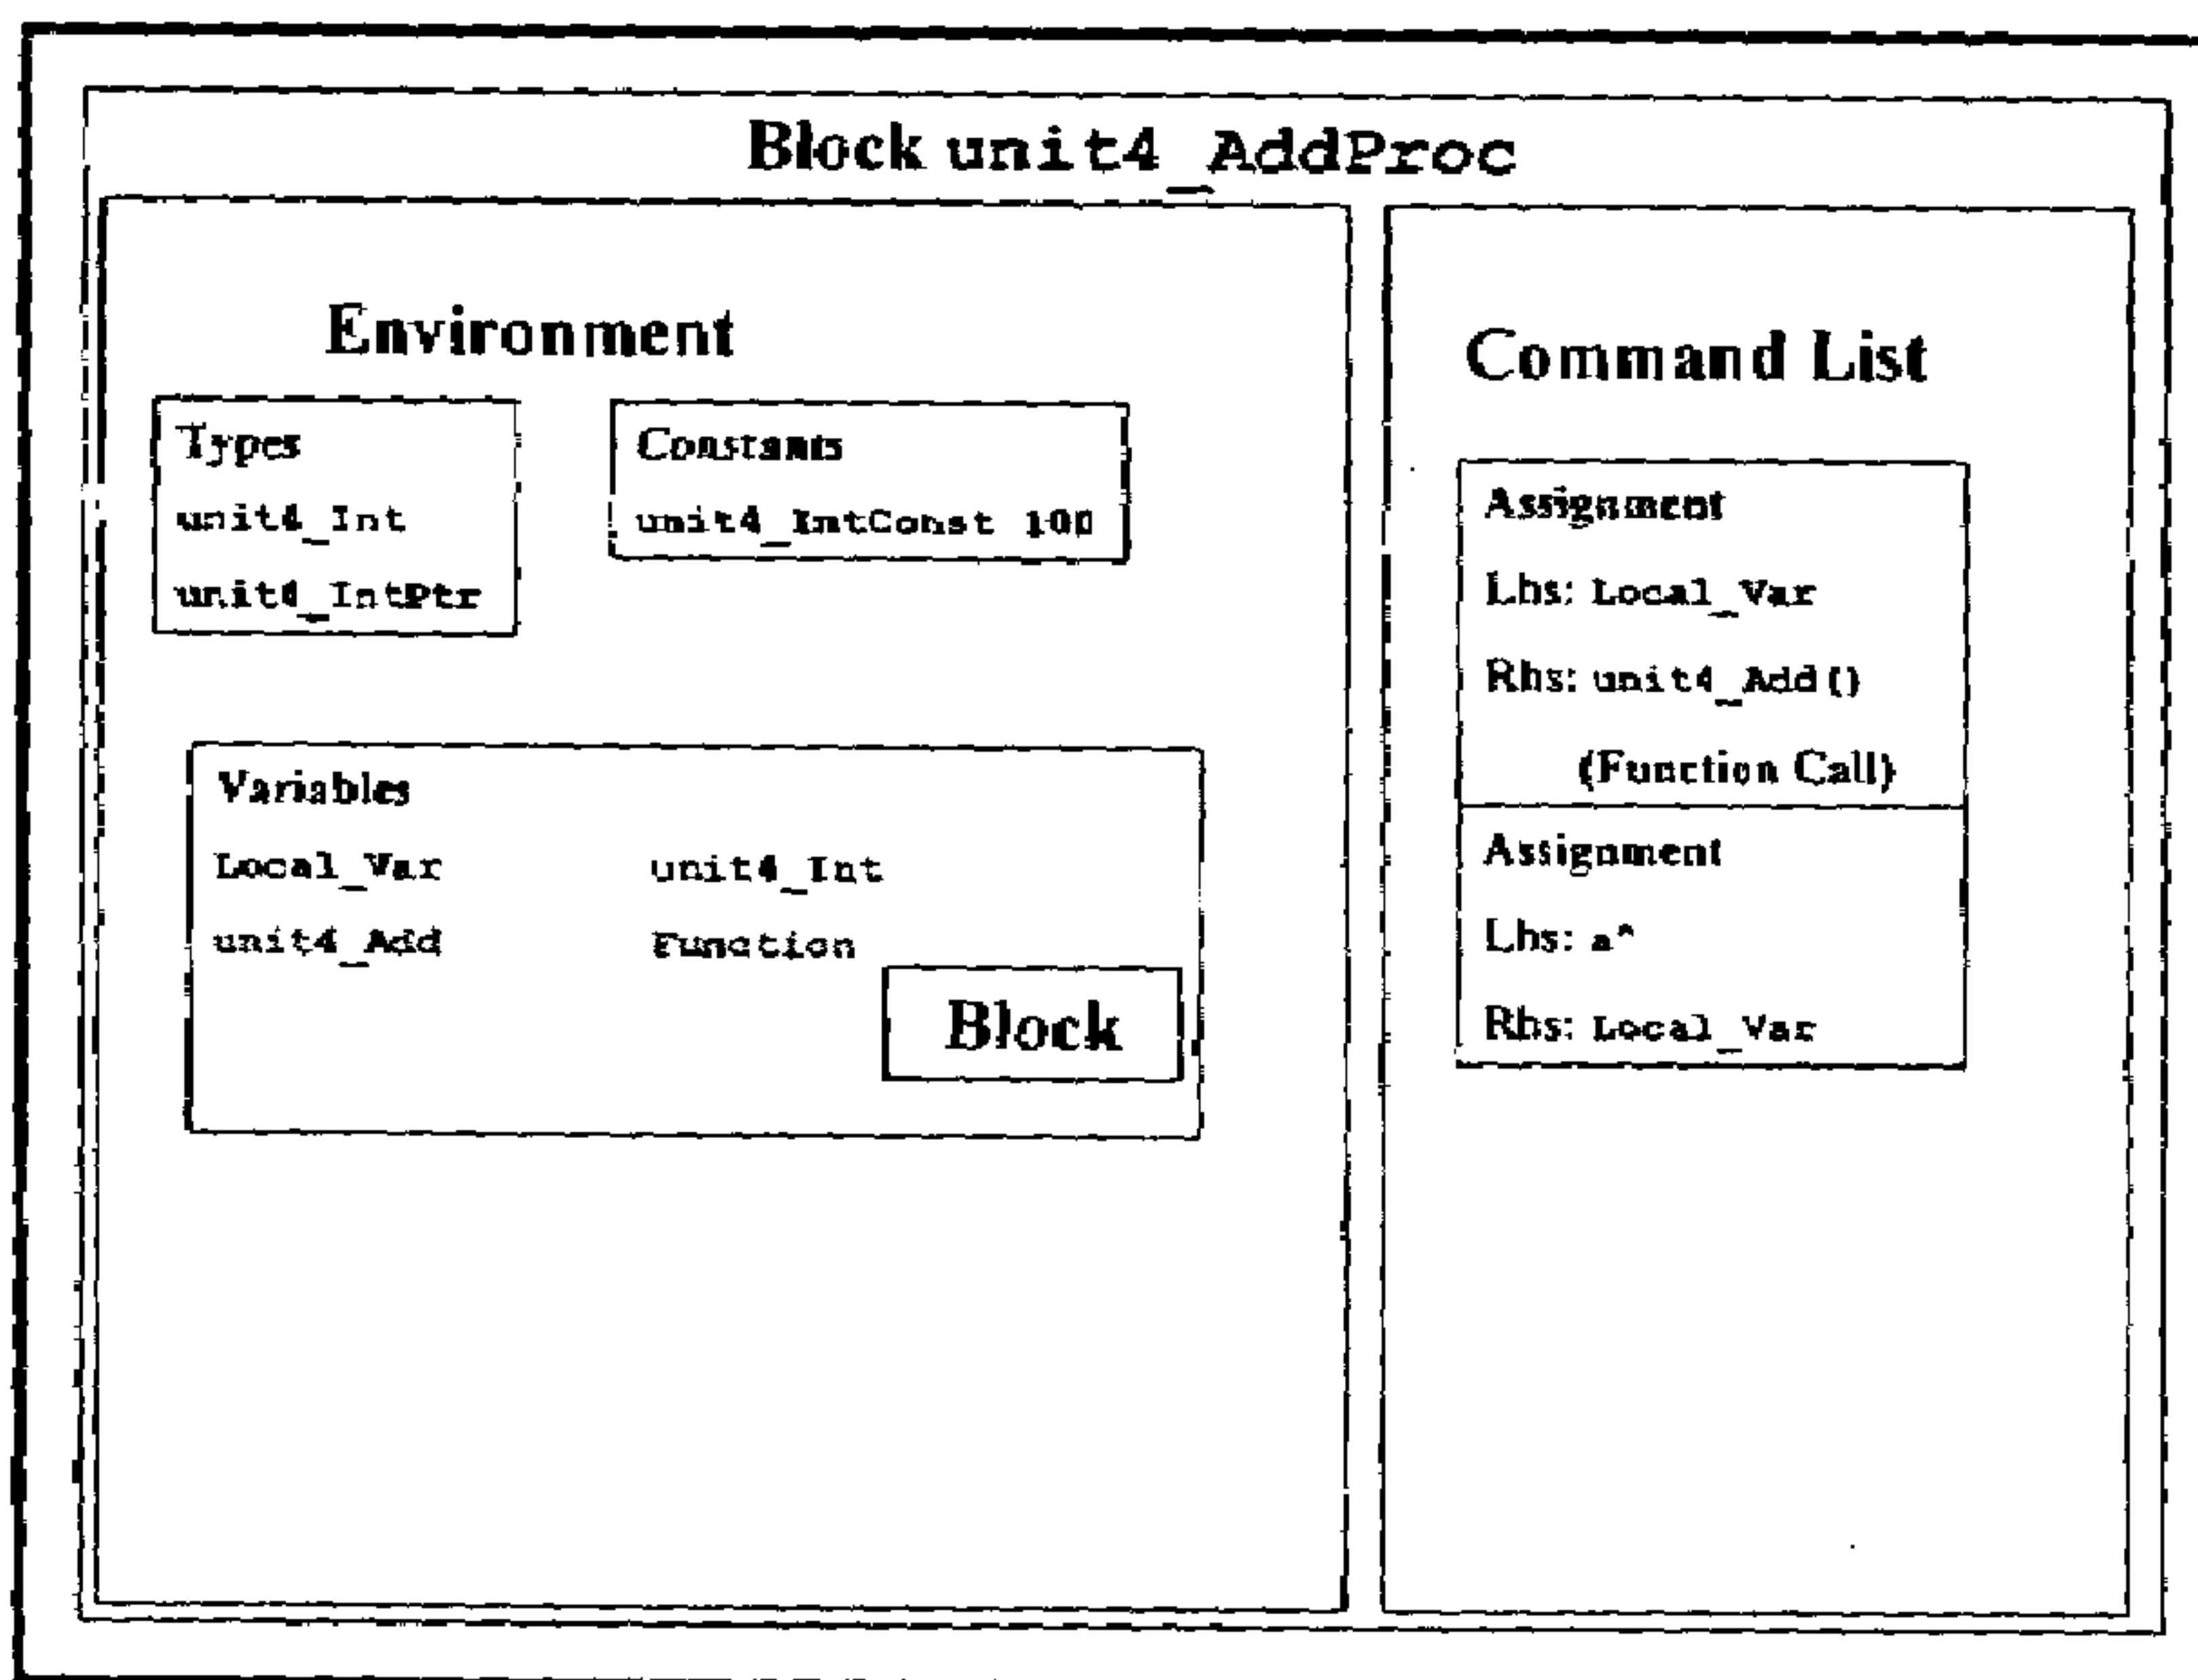 Block unit4_AddProc
Environment
Types
unit4_Int
unit4_IntPtr
Constants
unit4_IntConst 100
Variables
Local_Var unit4_Int
unit4_Add Function
Block
Command List
Assignment
Lhs: Local_Var
Rhs: unit4_Add()
(Function Call)
Assignment
Lhs: a^
Rhs: Local_Var